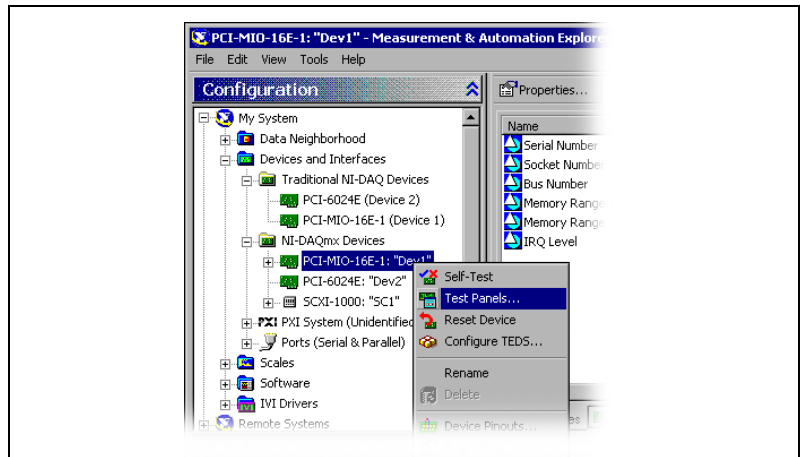 PCI-MIO-16E-1: "Dev1" - Measurement & Automation Explorer
File Edit View Tools Help
Configuration
Properties...
My System
Data Neighborhood
Devices and Interfaces
Traditional NI-DAQ Devices
PCI-6024E (Device 2)
PCI-MIO-16E-1 (Device 1)
NI-DAQmx Devices
PCI-MIO-16E-1: "Dev1"
PCI-6024E: "Dev2"
SCXI-1000: "SC1"
PXI PXI System (Unidentified
Ports (Serial & Parallel)
Scales
Software
IVI Drivers
Remote Systems
Name
Serial Number
Socket Number
Bus Number
Memory Range
Memory Range
IRQ Level
Self-Test
Test Panels...
Reset Device
Configure TEDS...
Rename
Delete
Device Pinouts...